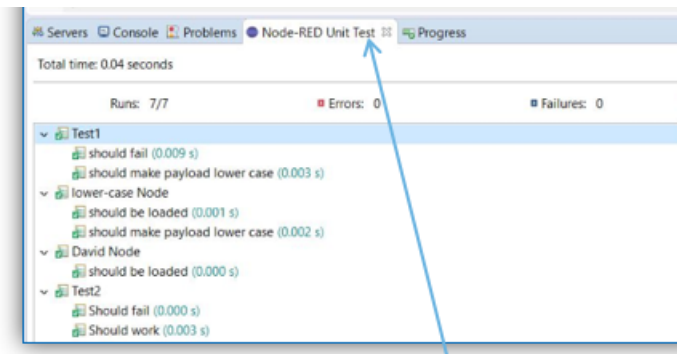 Servers Console Problems Node-RED Unit Test Progress
Total time: 0.04 seconds
Runs: 7/7 Errors: 0 Failures: 0
Test1
should fail (0.009 s)
should make payload lower case (0.003 s)
lower-case Node
should be loaded (0.001 s)
should make payload lower case (0.002 s)
David Node
should be loaded (0.000 s)
Test2
Should fail (0.000 s)
Should work (0.003 s)